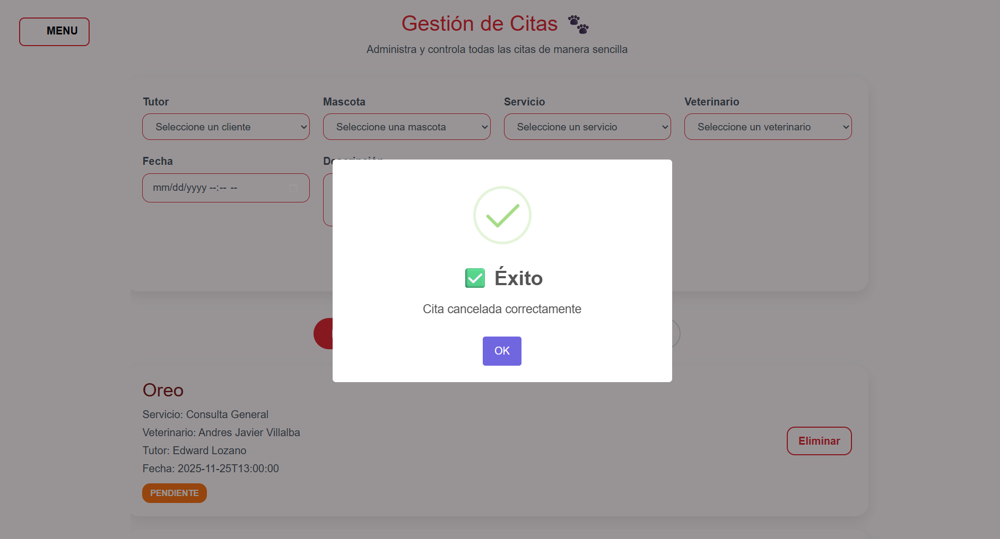 MENU
Gestión de Citas
Administra y controla todas las citas de manera sencilla
Tutor
Mascota
Servicio
Veterinario
Seleccione un cliente
Seleccione una mascota
Seleccione un servicio
Seleccione un veterinario
Fecha
Descripción
mm/dd/yyyy --:-- --
Éxito
Cita cancelada correctamente
OK
Oreo
Servicio: Consulta General
Veterinario: Andres Javier Villalba
Tutor: Edward Lozano
Fecha: 2025-11-25T13:00:00
PENDIENTE
Eliminar